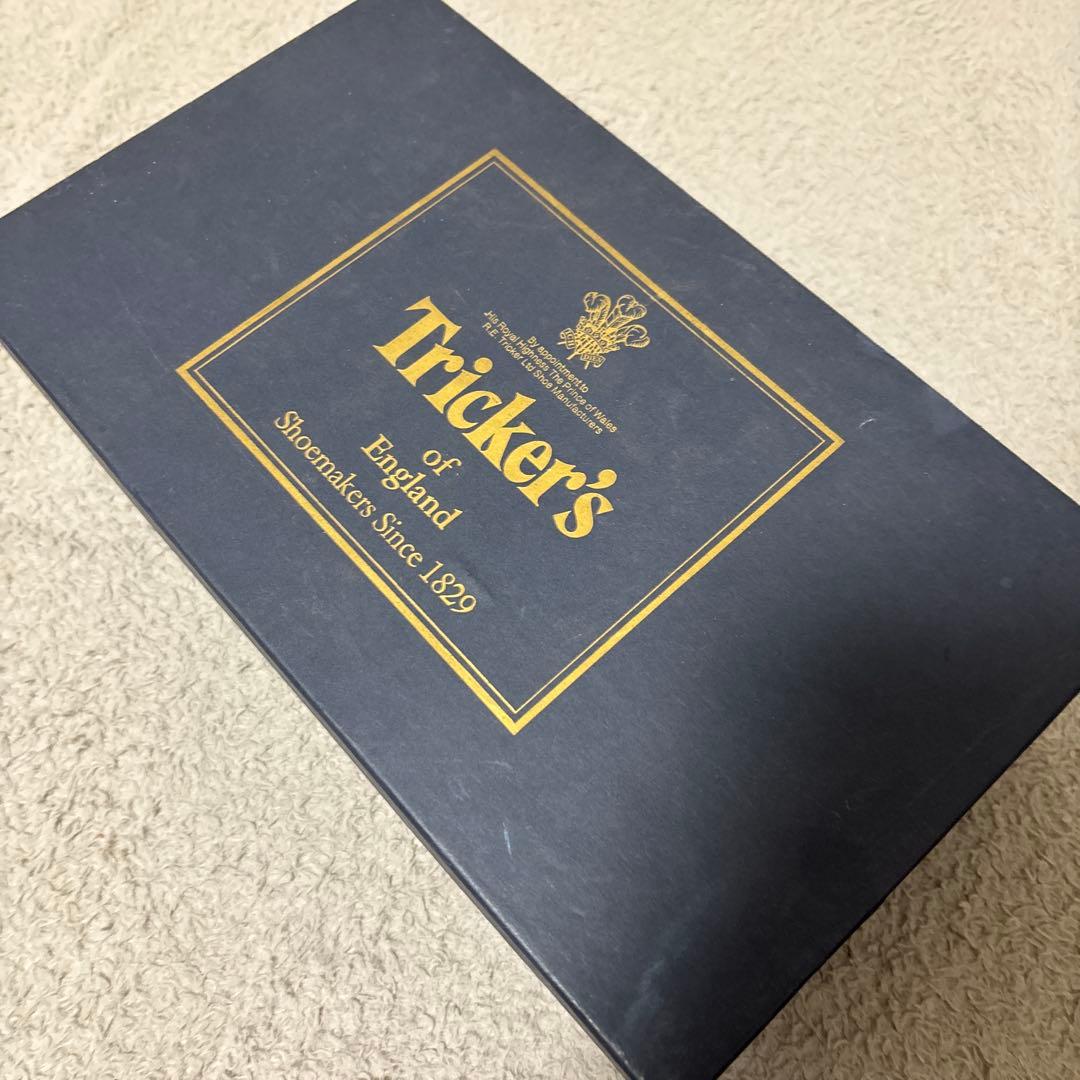 By appointment to
His Royal Highness The Prince of Wales
R.E. Tricker Ltd Shoe Manufacturers
Tricker's
of
England
Shoemakers Since 1829